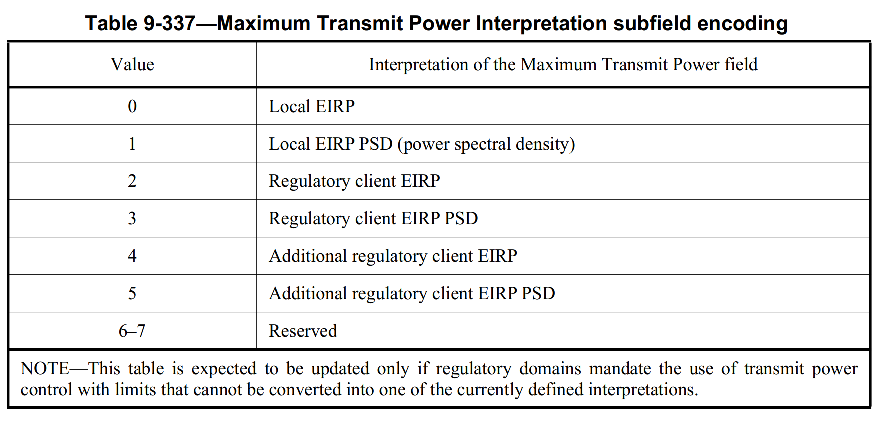 Table 9-337—Maximum Transmit Power Interpretation subfield encoding
Value Interpretation of the Maximum Transmit Power field
0 Local EIRP
1 Local EIRP PSD (power spectral density)
2 Regulatory client EIRP
3 Regulatory client EIRP PSD
4 Additional regulatory client EIRP
5 Additional regulatory client EIRP PSD
6–7 Reserved
NOTE—This table is expected to be updated only if regulatory domains mandate the use of transmit power
control with limits that cannot be converted into one of the currently defined interpretations.